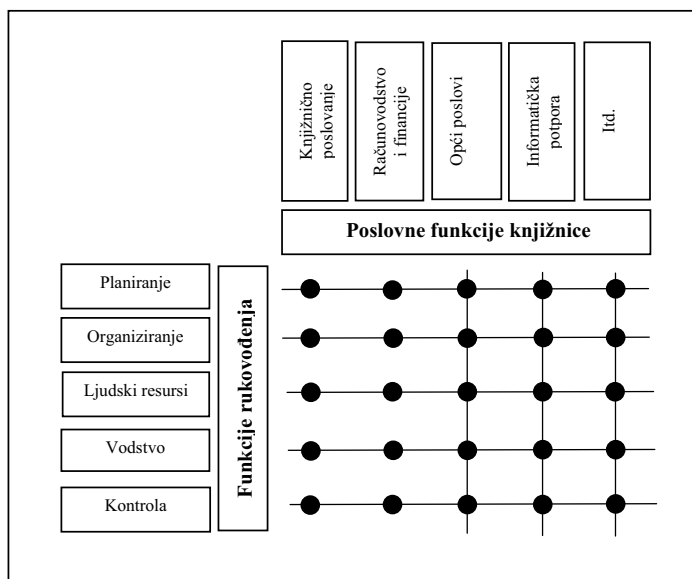 Knjižnično
poslovanje
Računovodstvo
i financije
Opći poslovi
Informatička
potpora
Itd.
Poslovne funkcije knjižnice
Funkcije rukovođenja
Planiranje
Organiziranje
Ljudski resursi
Vodstvo
Kontrola